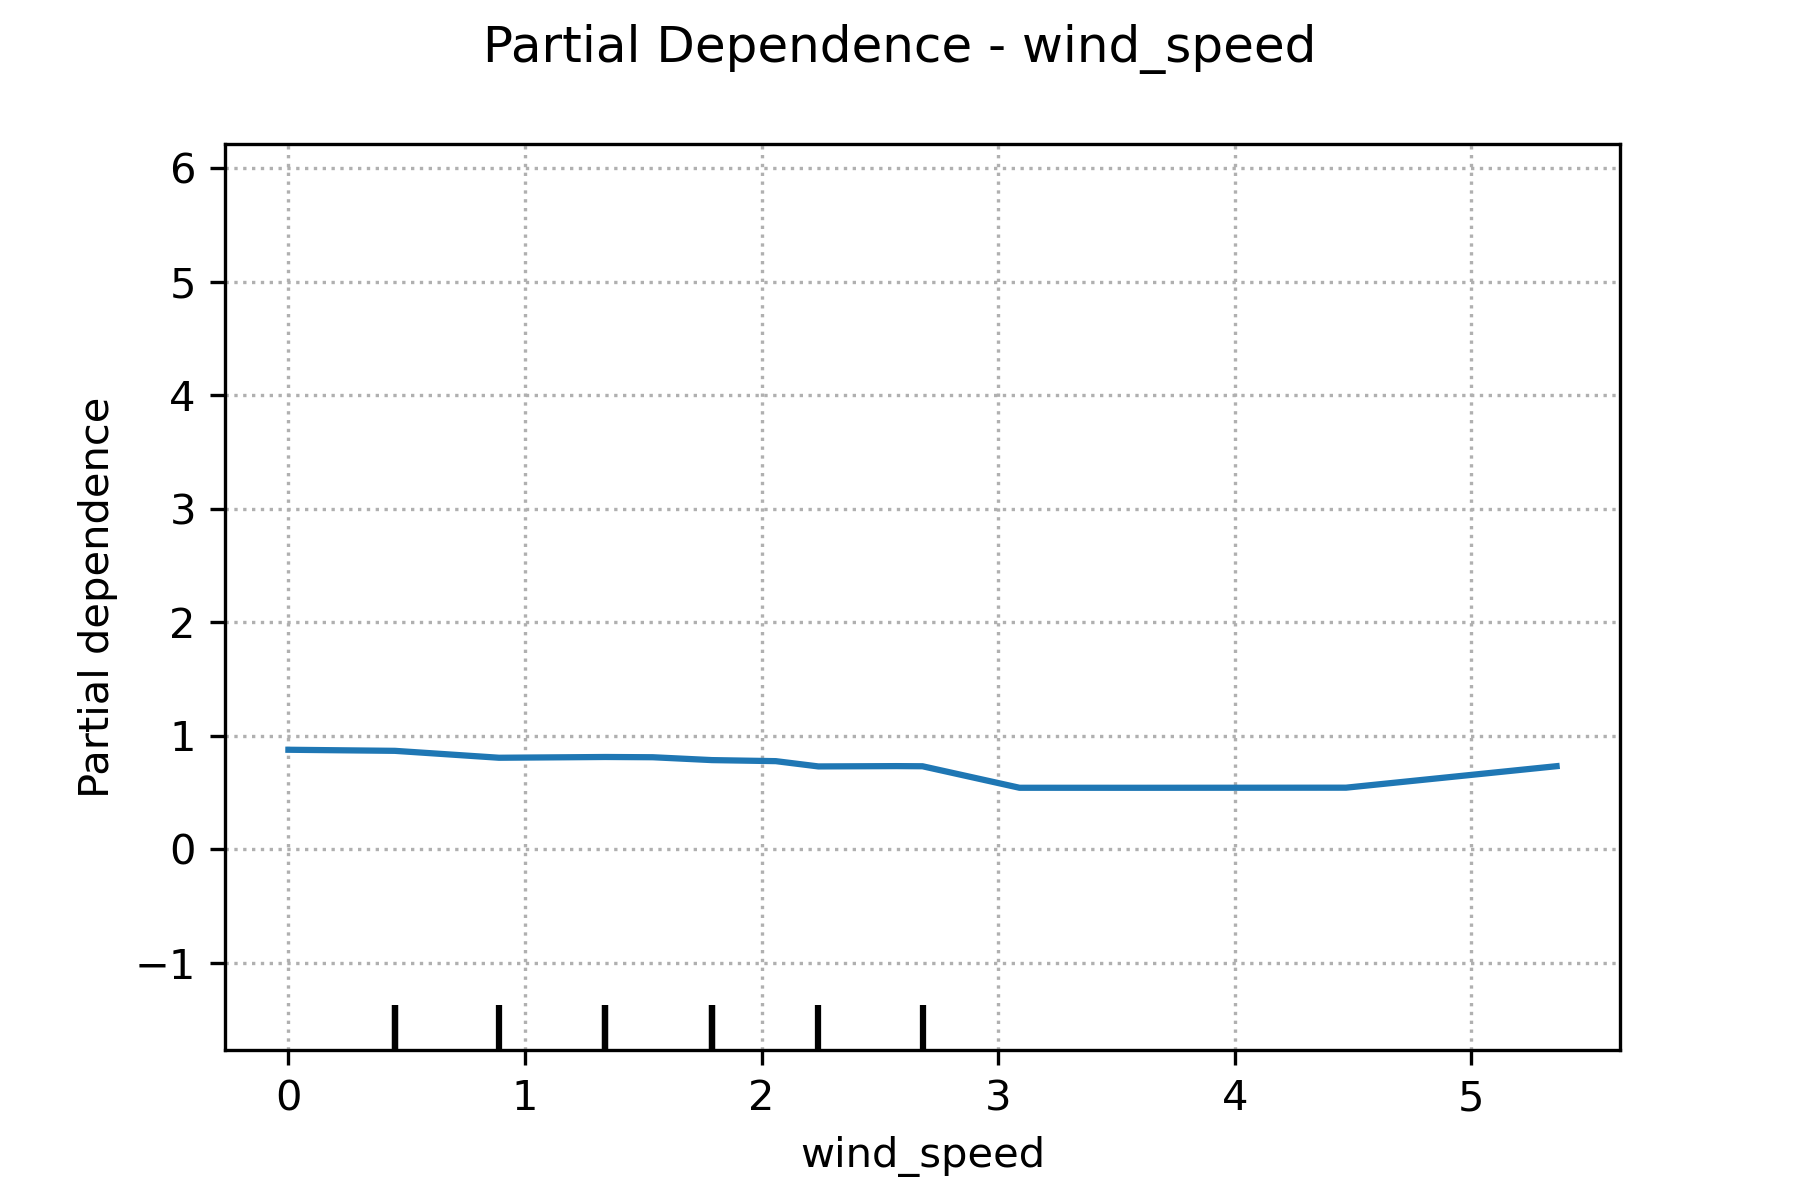 Partial Dependence - wind_speed
6
5
4
3
2
1
0
−1
Partial dependence
0 1 2 3 4 5
wind_speed